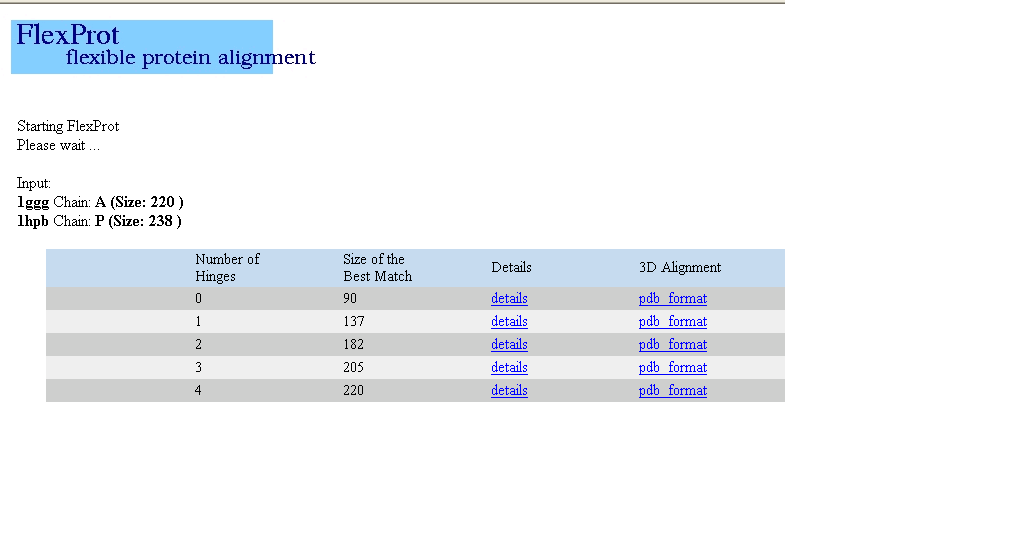 FlexProt
flexible protein alignment
Starting FlexProt
Please wait ...
Input:
1ggg Chain: A (Size: 220 )
1hpb Chain: P (Size: 238 )
Number of Hinges Size of the Best Match Details 3D Alignment
0 90 details pdb_format
1 137 details pdb_format
2 182 details pdb_format
3 205 details pdb_format
4 220 details pdb_format